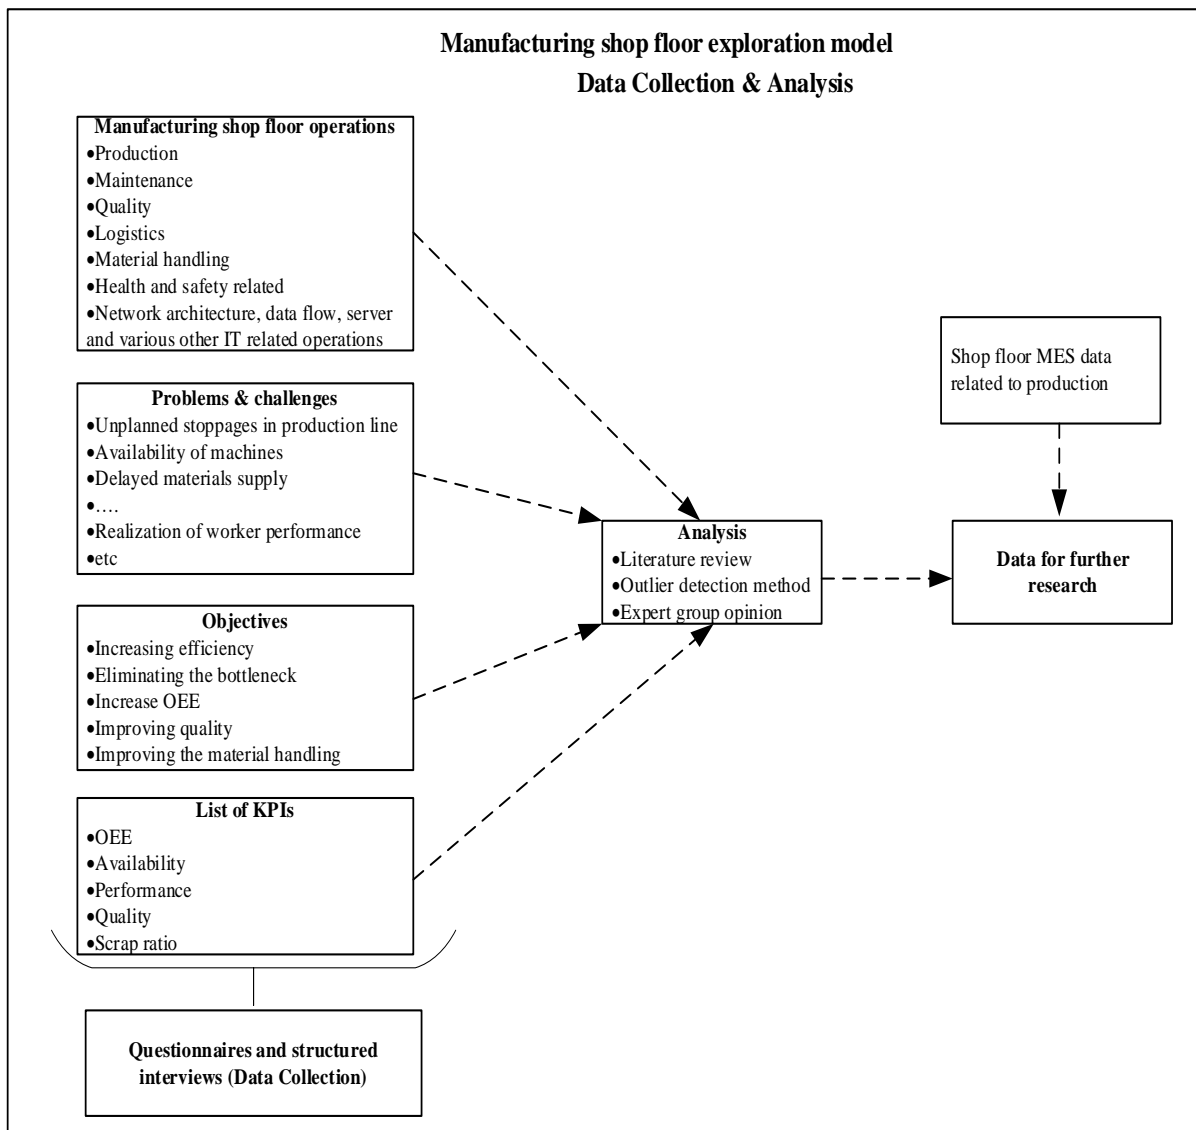 Manufacturing shop floor exploration model
Data Collection & Analysis
Manufacturing shop floor operations
•Production
•Maintenance
•Quality
•Logistics
•Material handling
•Health and safety related
•Network architecture, data flow, server
and various other IT related operations
Problems & challenges
•Unplanned stoppages in production line
•Availability of machines
•Delayed materials supply
•….
•Realization of worker performance
•etc
Objectives
•Increasing efficiency
•Eliminating the bottleneck
•Increase OEE
•Improving quality
•Improving the material handling
List of KPIs
•OEE
•Availability
•Performance
•Quality
•Scrap ratio
Questionnaires and structured
interviews (Data Collection)
Analysis
•Literature review
•Outlier detection method
•Expert group opinion
Shop floor MES data
related to production
Data for further
research